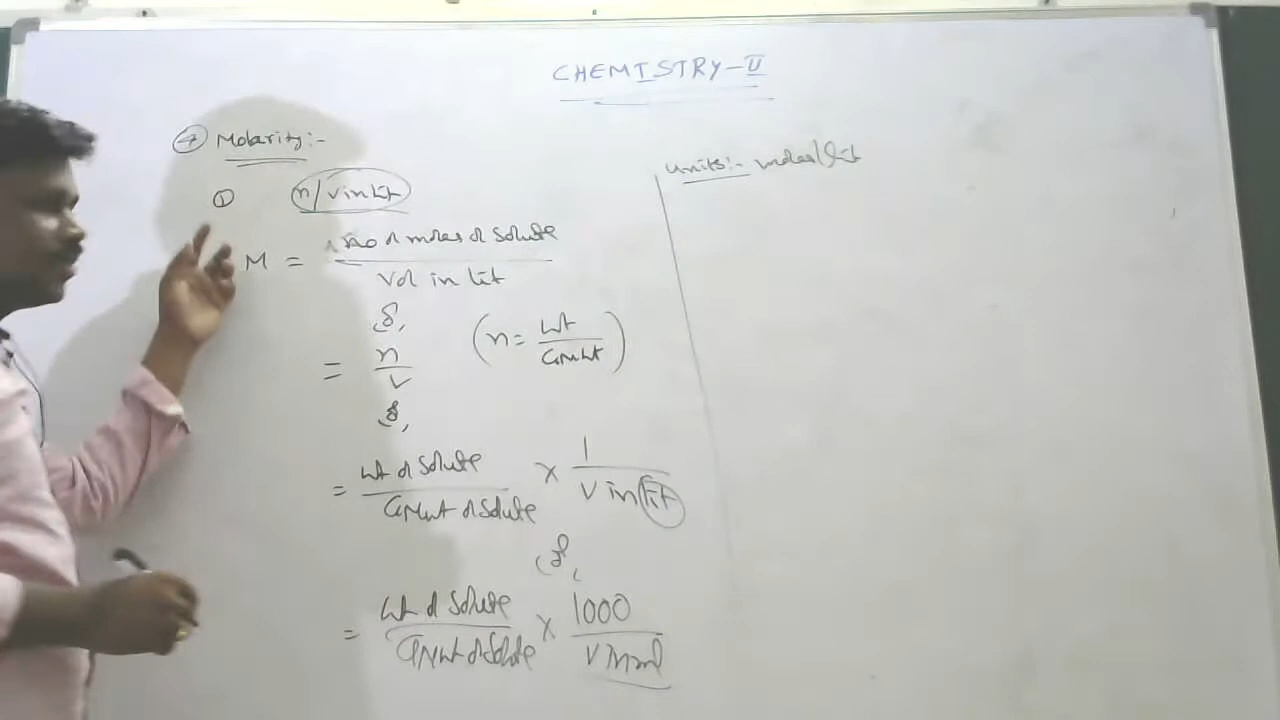 CHEMISTRY-II
→ Molarity:-
① n/v in Lit
M = no of moles of solute
Vol in Lit
Or,
= n
v
(n = wt
GMwt)
Or,
= wt of solute × 1
GMwt of solute V in lit
Or,
= wt of solute × 1000
GMwt of solute V in ml
Units:- moles/lit